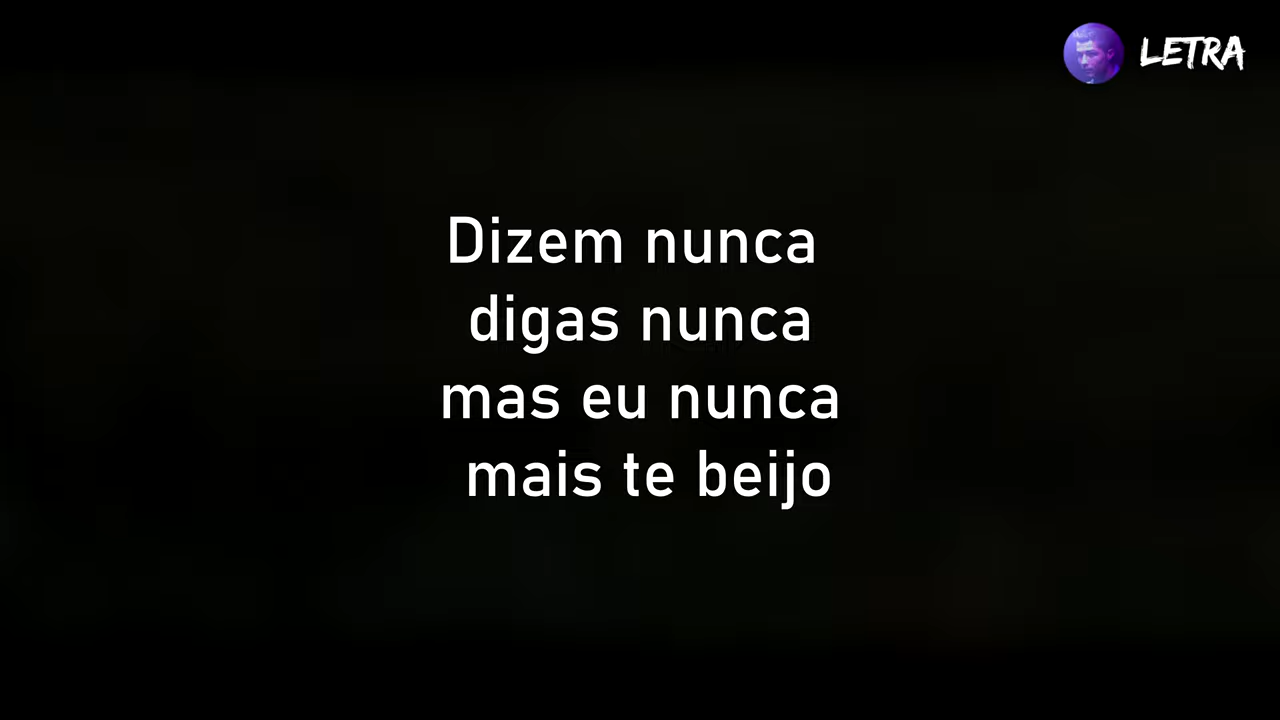 LETRA
Dizem nunca
digas nunca
mas eu nunca
mais te beijo